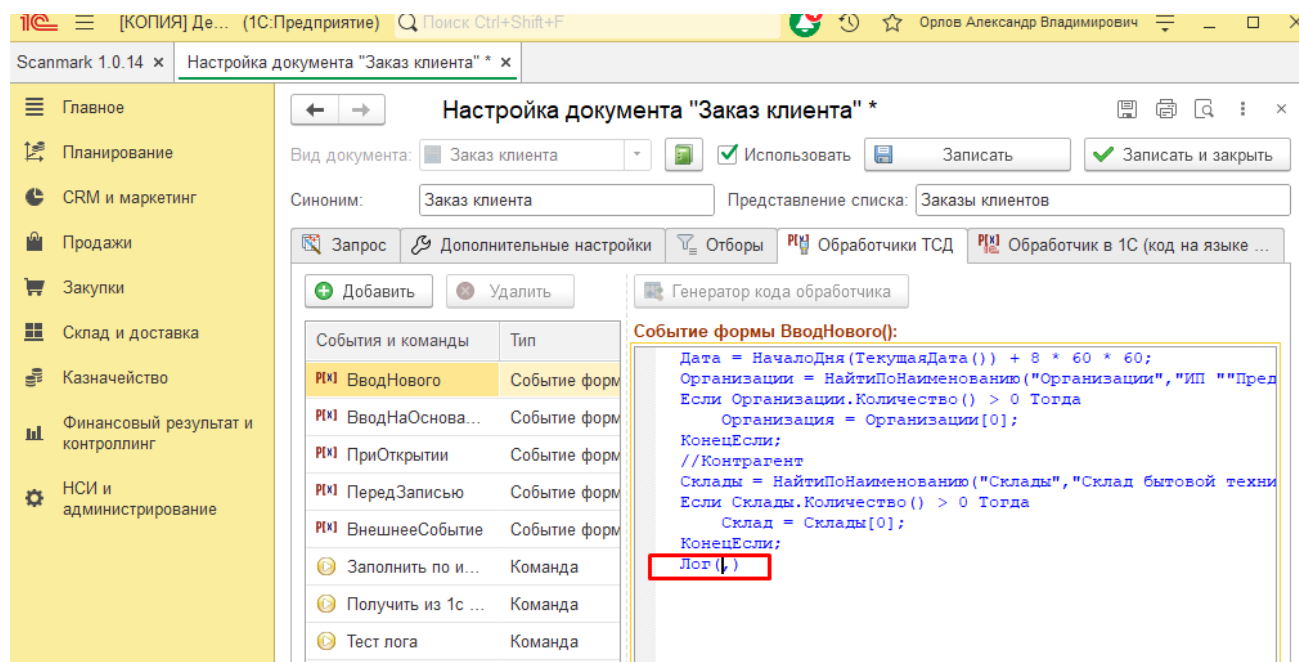 [КОПИЯ] Де... (1С:Предприятие) Поиск Ctrl+Shift+F Орлов Александр Владимирович
Scanmark 1.0.14 × Настройка документа "Заказ клиента" * ×
Главное
Планирование
CRM и маркетинг
Продажи
Закупки
Склад и доставка
Казначейство
Финансовый результат и
контроллинг
НСИ и
администрирование
Настройка документа "Заказ клиента" *
Вид документа: Заказ клиента Использовать Записать Записать и закрыть
Синоним: Заказ клиента Представление списка: Заказы клиентов
Запрос Дополнительные настройки Отборы Обработчики ТСД Обработчик в 1С (код на языке ...
Добавить Удалить Генератор кода обработчика
События и команды Тип
ВводНового Событие форм
ВводНаОснова... Событие форм
ПриОткрытии Событие форм
ПередЗаписью Событие форм
ВнешнееСобытие Событие форм
Заполнить по и... Команда
Получить из 1с ... Команда
Тест лога Команда
Событие формы ВводНового():
Дата = НачалоДня(ТекущаяДата()) + 8 * 60 * 60;
Организации = НайтиПоНаименованию("Организации","ИП ""Пред
Если Организации.Количество() > 0 Тогда
Организация = Организации[0];
КонецЕсли;
//Контрагент
Склады = НайтиПоНаименованию("Склады","Склад бытовой техни
Если Склады.Количество() > 0 Тогда
Склад = Склады[0];
КонецЕсли;
Лог(,)